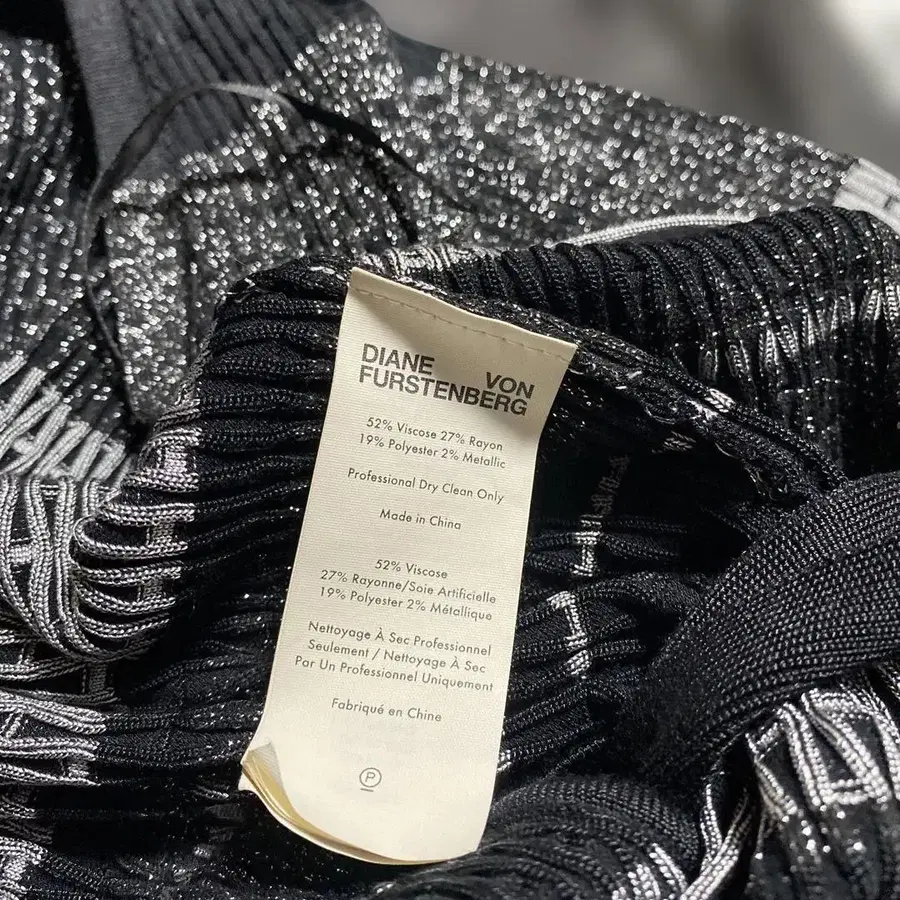 DIANE VON
FURSTENBERG
52% Viscose 27% Rayon
19% Polyester 2% Metallic
Professional Dry Clean Only
Made in China
52% Viscose
27% Rayonne/Soie Artificielle
19% Polyester 2% Métallique
Nettoyage À Sec Professionnel
Seulement / Nettoyage À Sec
Par Un Professionnel Uniquement
Fabriqué en Chine
P